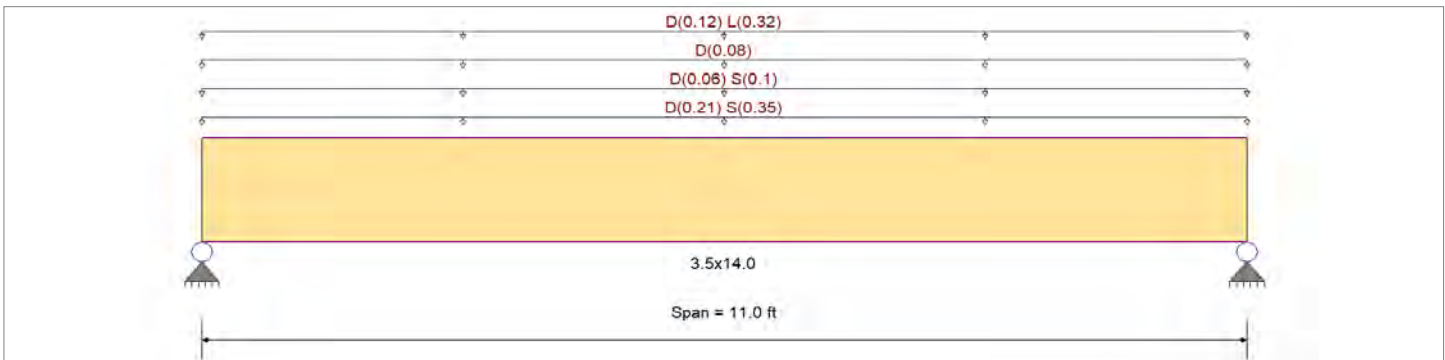 D(0.12) L(0.32)
D(0.08)
D(0.06) S(0.1)
D(0.21) S(0.35)
3.5x14.0
Span = 11.0 ft